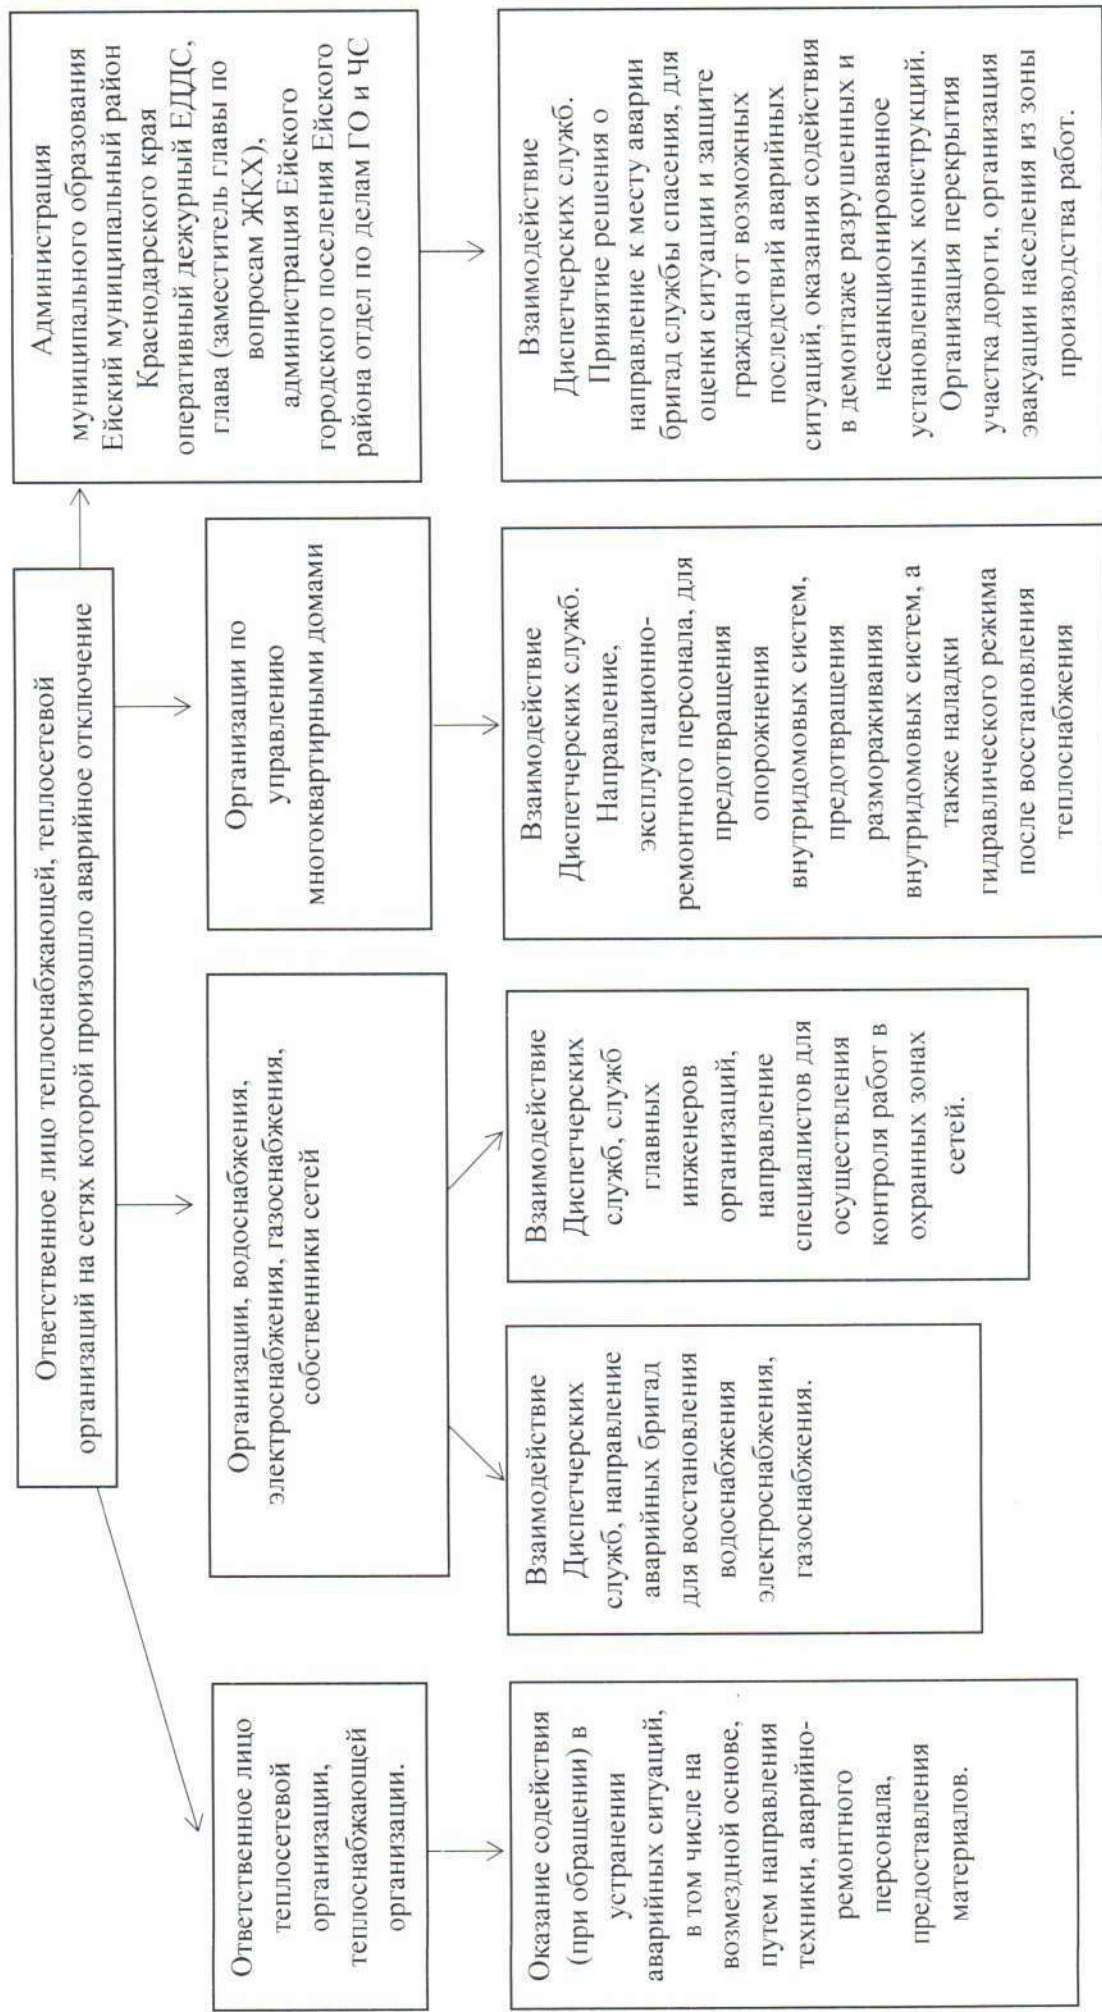 Ответственное лицо теплоснабжающей, теплосетевой
организаций на сетях которой произошло аварийное отключение
Ответственное лицо
теплосетевой
организации,
теплоснабжающей
организации.
Организации, водоснабжения,
электроснабжения, газоснабжения,
собственники сетей
Организации по
управлению
многоквартирными домами
Администрация
муниципального образования
Ейский муниципальный район
Краснодарского края
оперативный дежурный ЕДДС,
глава (заместитель главы по
вопросам ЖКХ),
администрация Ейского
городского поселения Ейского
района отдел по делам ГО и ЧС
Оказание содействия
(при обращении) в
устранении
аварийных ситуаций,
в том числе на
возмездной основе,
путем направления
техники, аварийно-
ремонтного
персонала,
предоставления
материалов.
Взаимодействие
Диспетчерских
служб, направление
аварийных бригад
для восстановления
водоснабжения
электроснабжения,
газоснабжения.
Взаимодействие
Диспетчерских
служб, служб
главных
инженеров
организаций,
направление
специалистов для
осуществления
контроля работ в
охранных зонах
сетей.
Взаимодействие
Диспетчерских служб.
Направление,
эксплуатационно-
ремонтного персонала, для
предотвращения
опорожнения
внутридомовых систем,
предотвращения
размораживания
внутридомовых систем, а
также наладки
гидравлического режима
после восстановления
теплоснабжения
Взаимодействие
Диспетчерских служб.
Принятие решения о
направление к месту аварии
бригад службы спасения, для
оценки ситуации и защите
граждан от возможных
последствий аварийных
ситуаций, оказания содействия
в демонтаже разрушенных и
несанкционированное
установленных конструкций.
Организация перекрытия
участка дороги, организация
эвакуации населения из зоны
производства работ.